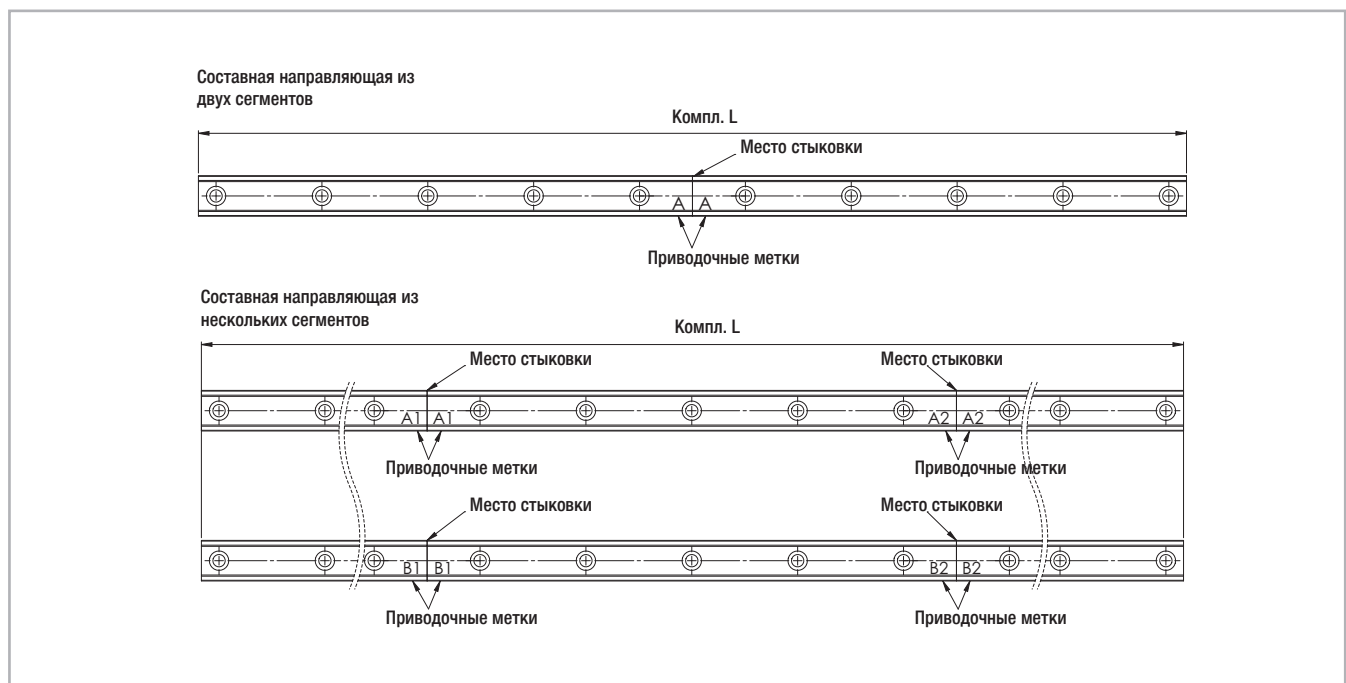 Составная направляющая из
двух сегментов
Компл. L
Место стыковки
A A
Приводочные метки
Составная направляющая из
нескольких сегментов
Компл. L
Место стыковки Место стыковки
A1 A1 A2 A2
Приводочные метки Приводочные метки
Место стыковки Место стыковки
B1 B1 B2 B2
Приводочные метки Приводочные метки